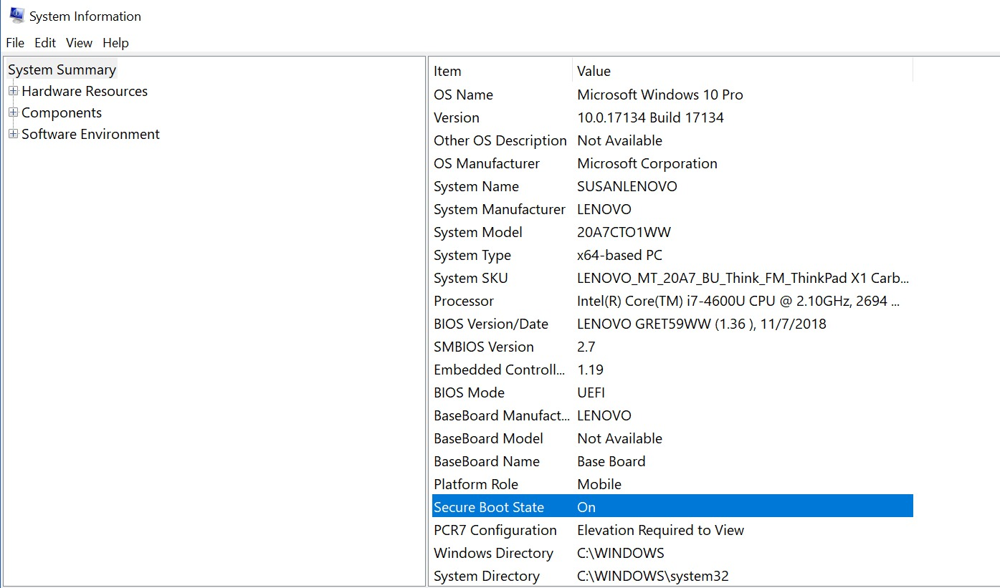 System Information
File Edit View Help
System Summary
Hardware Resources
Components
Software Environment
Item Value
OS Name Microsoft Windows 10 Pro
Version 10.0.17134 Build 17134
Other OS Description Not Available
OS Manufacturer Microsoft Corporation
System Name SUSANLENOVO
System Manufacturer LENOVO
System Model 20A7CTO1WW
System Type x64-based PC
System SKU LENOVO_MT_20A7_BU_Think_FM_ThinkPad X1 Carb...
Processor Intel(R) Core(TM) i7-4600U CPU @ 2.10GHz, 2694 ...
BIOS Version/Date LENOVO GRET59WW (1.36 ), 11/7/2018
SMBIOS Version 2.7
Embedded Controll... 1.19
BIOS Mode UEFI
BaseBoard Manufact... LENOVO
BaseBoard Model Not Available
BaseBoard Name Base Board
Platform Role Mobile
Secure Boot State On
PCR7 Configuration Elevation Required to View
Windows Directory C:\WINDOWS
System Directory C:\WINDOWS\system32